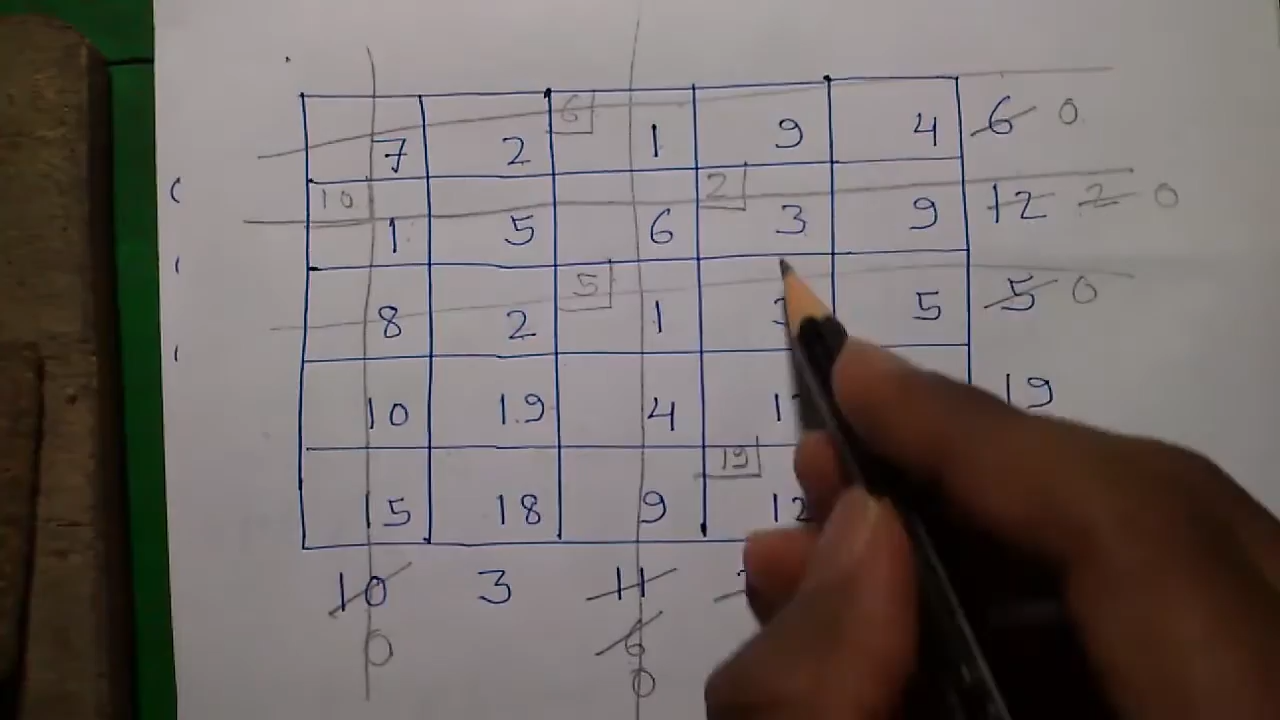 6
7 2 1 9 4 6 0
10 2
1 5 6 3 9 12 2 0
5
8 2 1 5 5 0
10 19 4 19
19
15 18 9 12
10 3 11
0 6
0